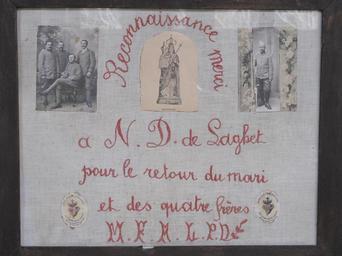 Reconnaissance merci
a N. D. de Laghet
pour le retour du mari
et des quatre frères